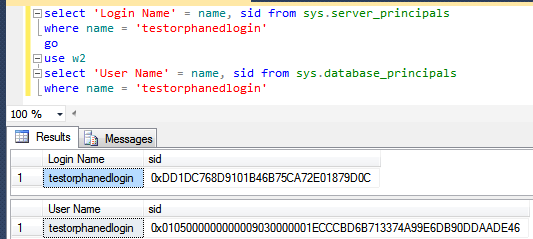 select 'Login Name' = name, sid from sys.server_principals
where name = 'testorphanedlogin'
go
use w2
select 'User Name' = name, sid from sys.database_principals
where name = 'testorphanedlogin'
100 %
Results Messages
Login Name sid
1 testorphanedlogin 0xDD1DC768D9101B46B75CA72E01879D0C
User Name sid
1 testorphanedlogin 0x0105000000000009030000001ECCCBD6B713374A99E6DB90DDAADE46